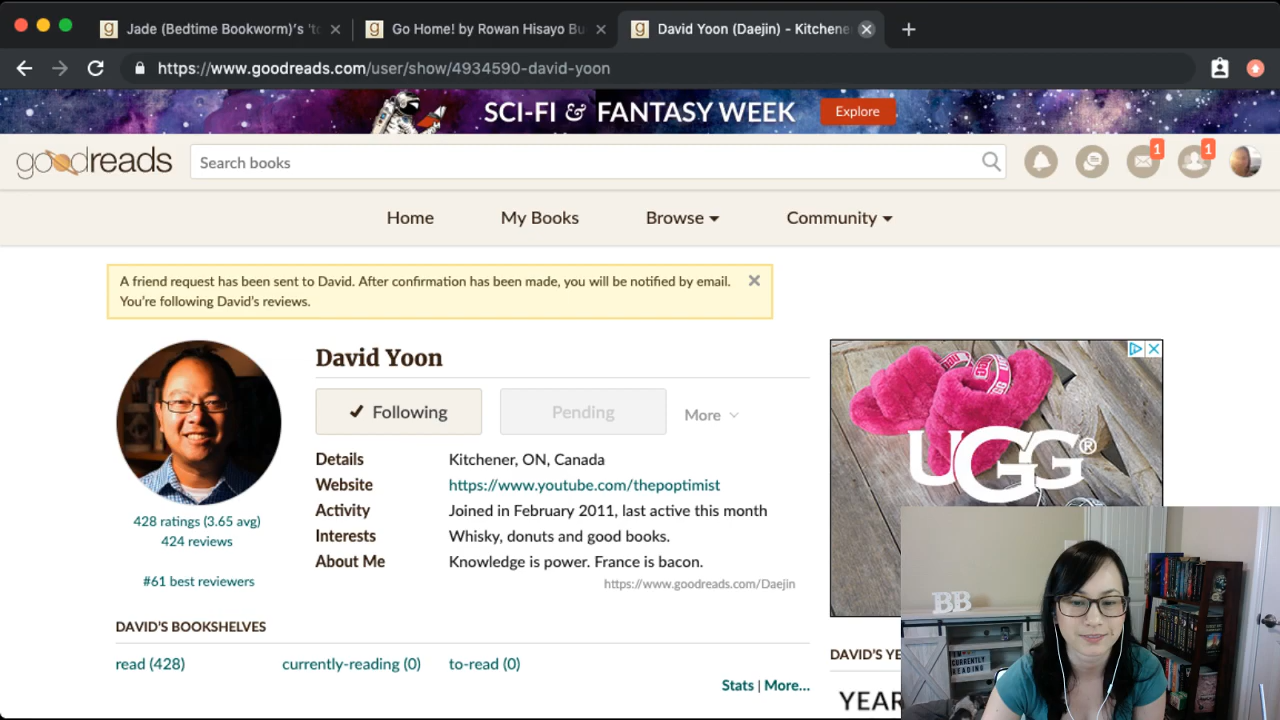 Jade (Bedtime Bookworm)'s 'to
Go Home! by Rowan Hisayo Bu
David Yoon (Daejin) - Kitchene
https://www.goodreads.com/user/show/4934590-david-yoon
SCI-FI & FANTASY WEEK
Explore
goodreads
Search books
1
1
Home
My Books
Browse
Community
A friend request has been sent to David. After confirmation has been made, you will be notified by email.
You're following David's reviews.
David Yoon
Following
Pending
More
Details
Kitchener, ON, Canada
Website
https://www.youtube.com/thepoptimist
Activity
Joined in February 2011, last active this month
Interests
Whisky, donuts and good books.
About Me
Knowledge is power. France is bacon.
https://www.goodreads.com/Daejin
428 ratings (3.65 avg)
424 reviews
#61 best reviewers
UGG®
DAVID'S BOOKSHELVES
read (428)
currently-reading (0)
to-read (0)
Stats | More...
DAVID'S YE
YEAR
BB
CURRENTLY
READING